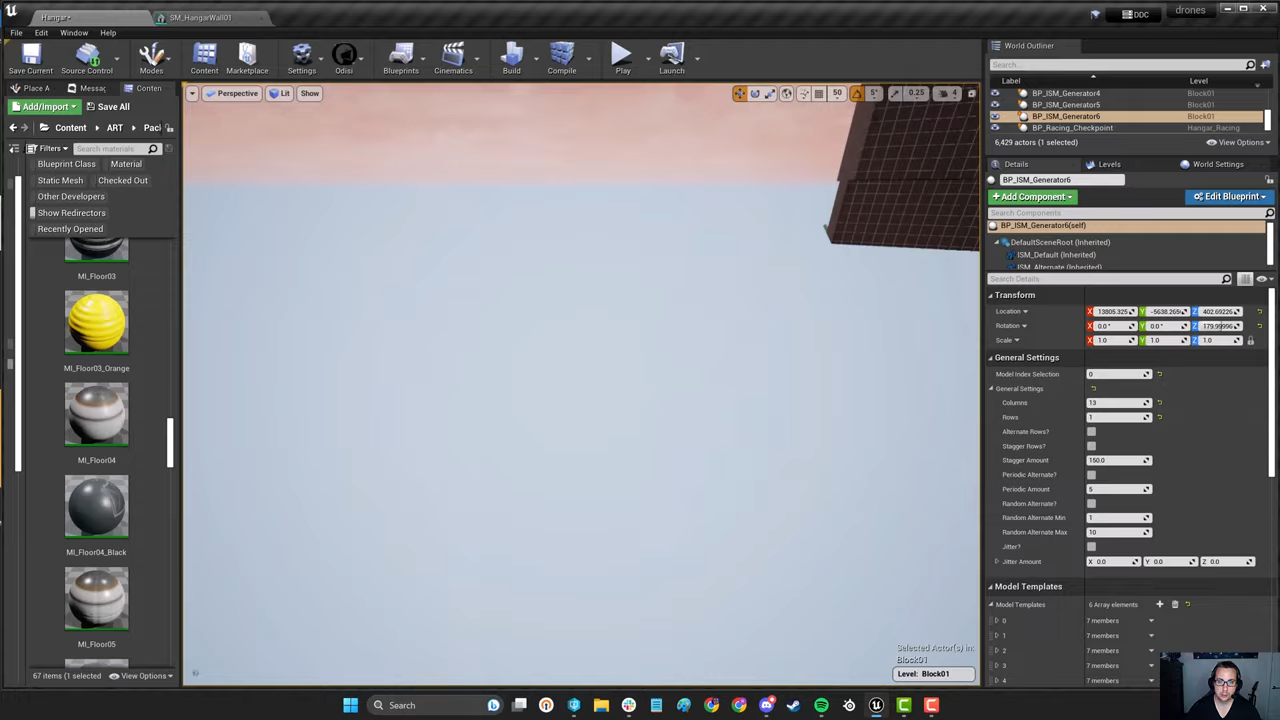 Hangar*
SM_HangarWall01
DDC
drones
File
Edit
Window
Help
Save Current
Source Control
Modes
Content
Marketplace
Settings
Odisi
Blueprints
Cinematics
Build
Compile
Play
Launch
World Outliner
Search...
Label
Level
BP_ISM_Generator4
Block01
BP_ISM_Generator5
Block01
BP_ISM_Generator6
Block01
BP_Racing_Checkpoint
Hangar_Racing
6,429 actors (1 selected)
View Options
Place A
Messag
Conten
Add/Import
Save All
Content
ART
Filters
Search materials
Blueprint Class
Material
Static Mesh
Checked Out
Other Developers
Show Redirectors
Recently Opened
MI_Floor03
MI_Floor03_Orange
MI_Floor04
MI_Floor04_Black
MI_Floor05
67 items (1 selected
View Options
Perspective
Lit
Show
50
5°
0.25
4
Selected Actor(s) in:
Block01
Level: Block01
Details
Levels
World Settings
BP_ISM_Generator6
Add Component
Edit Blueprint
Search Components
BP_ISM_Generator6(self)
DefaultSceneRoot (Inherited)
ISM_Default (Inherited)
ISM_Alternate (Inherited)
Search Details
Transform
Location
X 13805.325 Y -5638.265 Z 402.69226
Rotation
X 0.0 ° Y 0.0 ° Z 179.99996
Scale
X 1.0 Y 1.0 Z 1.0
General Settings
Model Index Selection
0
General Settings
Columns
13
Rows
1
Alternate Rows?
Stagger Rows?
Stagger Amount
150.0
Periodic Alternate?
Periodic Amount
5
Random Alternate?
Random Alternate Min
1
Random Alternate Max
10
Jitter?
Jitter Amount
X 0.0 Y 0.0 Z 0.0
Model Templates
Model Templates
6 Array elements
0
7 members
1
7 members
2
7 members
3
7 members
4
7 members
Search